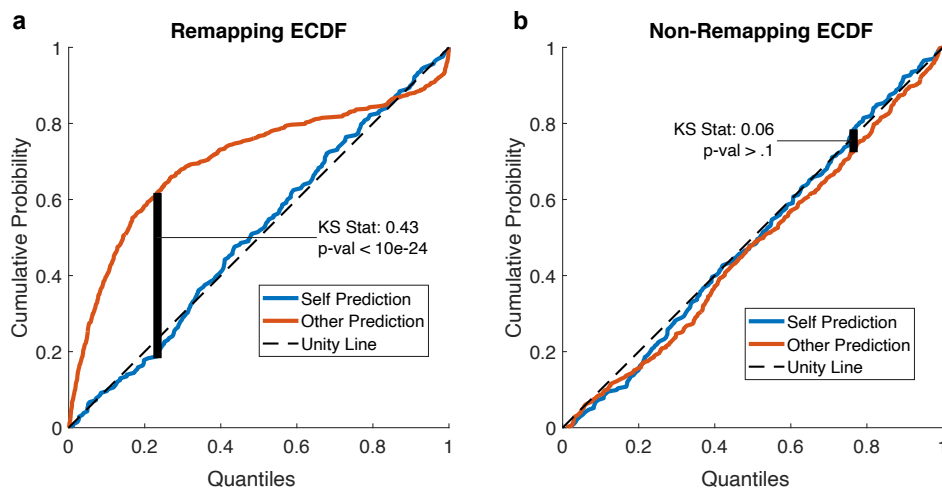 a
Remapping ECDF
1
0.8
0.6
0.4
0.2
0
Cumulative Probibility
KS Stat: 0.43
p-val < 10e-24
Self Prediction
Other Prediction
Unity Line
0
0.2
0.4
0.6
0.8
1
Quantiles
b
Non-Remapping ECDF
1
0.8
0.6
0.4
0.2
0
Cumulative Probibility
KS Stat: 0.06
p-val > .1
Self Prediction
Other Prediction
Unity Line
0
0.2
0.4
0.6
0.8
1
Quantiles